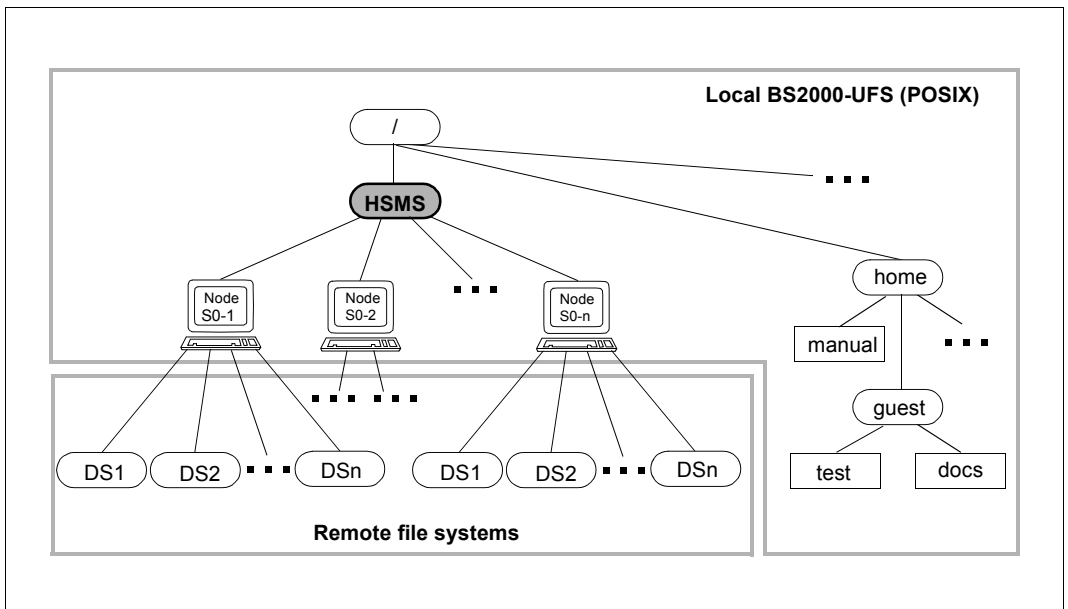 Local BS2000-UFS (POSIX)
/
...
HSMS
home
Node
S0-1
Node
S0-2
...
Node
S0-n
manual
...
... ...
guest
DS1
DS2
...
DSn
DS1
DS2
...
DSn
test
docs
Remote file systems